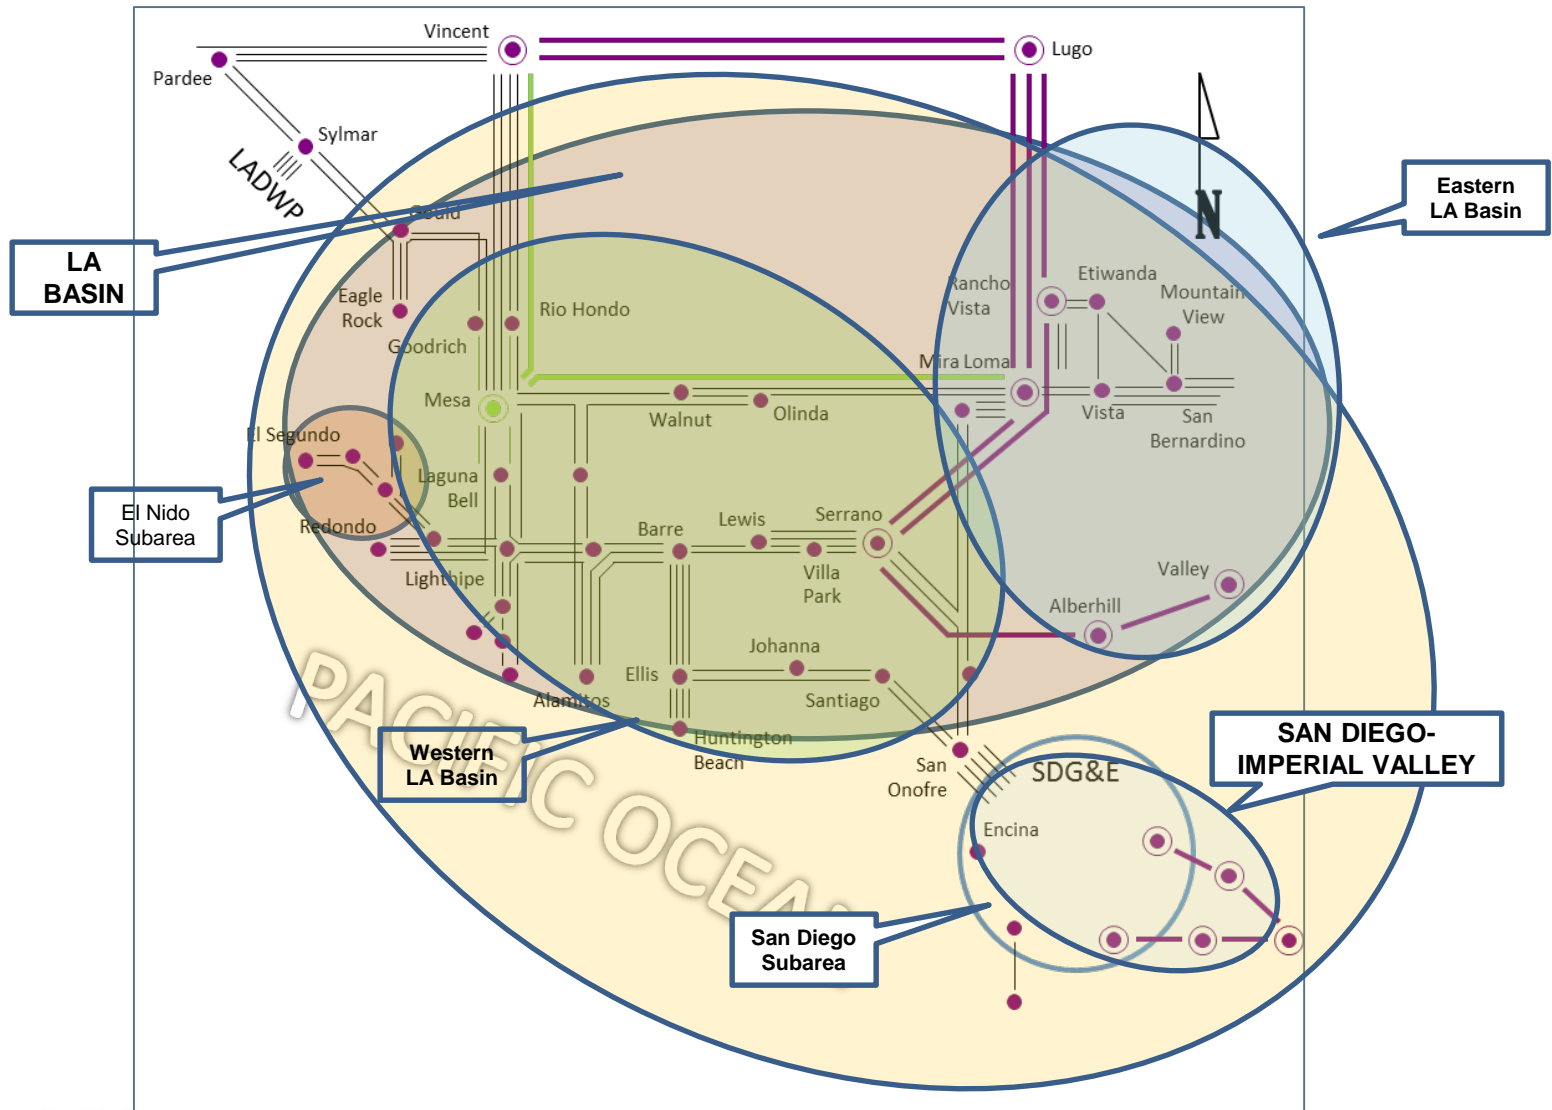 Vincent
Lugo
Pardee
Sylmar
LADWP
Gould
Eastern
LA Basin
N
LA
BASIN
Eagle
Rock
Rio Hondo
Goodrich
Rancho
Vista
Etiwanda
Mountain
View
Mira Loma
Mesa
Walnut
Olinda
Vista
San
Bernardino
El Segundo
Laguna
Bell
El Nido
Subarea
Redondo
Lighthipe
Barre
Lewis
Serrano
Villa
Park
Valley
Alberhill
Johanna
Ellis
Santiago
Alamitos
PACIFIC OCEAN
Western
LA Basin
Huntington
Beach
San
Onofre
SDG&E
SAN DIEGO-
IMPERIAL VALLEY
Encina
San Diego
Subarea